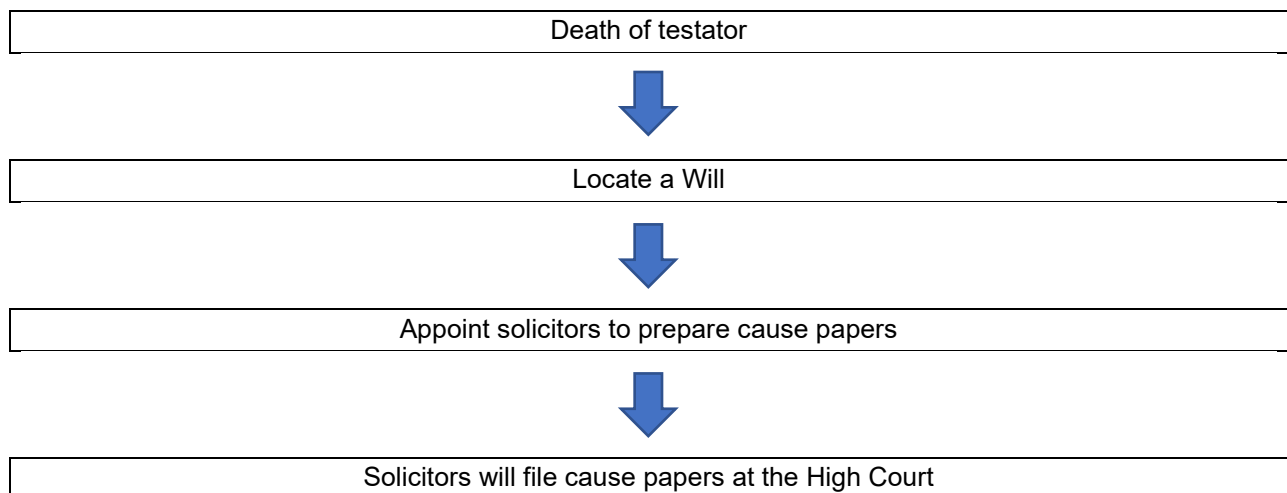 Death of testator
Locate a Will
Appoint solicitors to prepare cause papers
Solicitors will file cause papers at the High Court